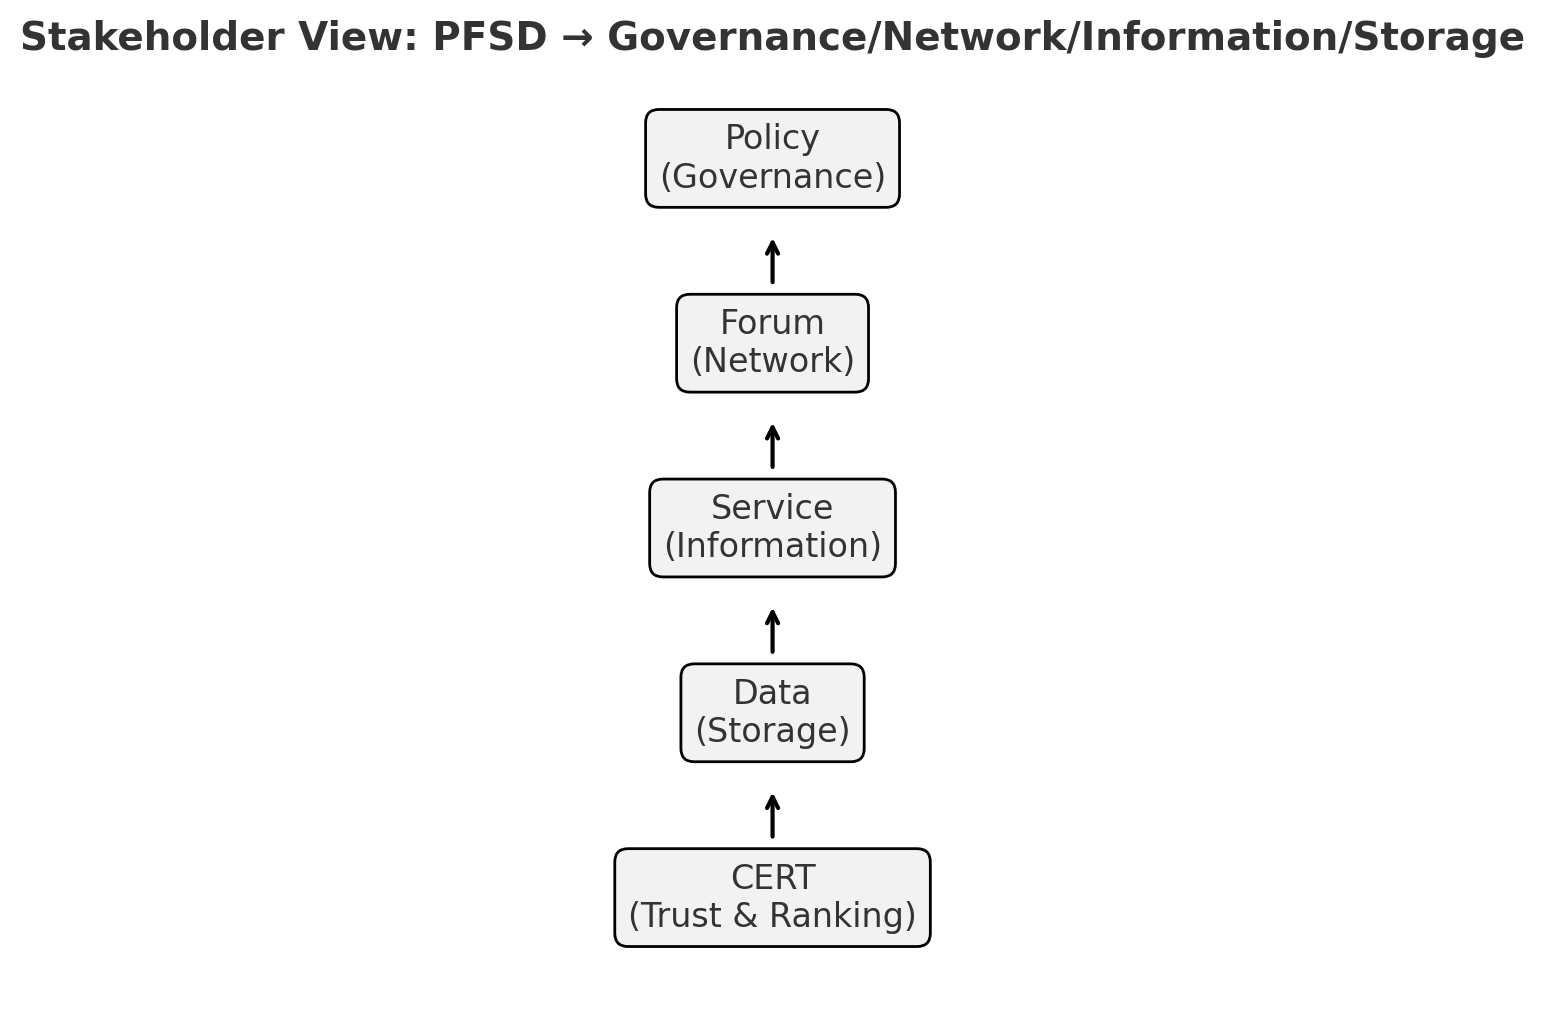 Stakeholder View: PFSD → Governance/Network/Information/Storage
Policy
(Governance)
Forum
(Network)
Service
(Information)
Data
(Storage)
CERT
(Trust & Ranking)